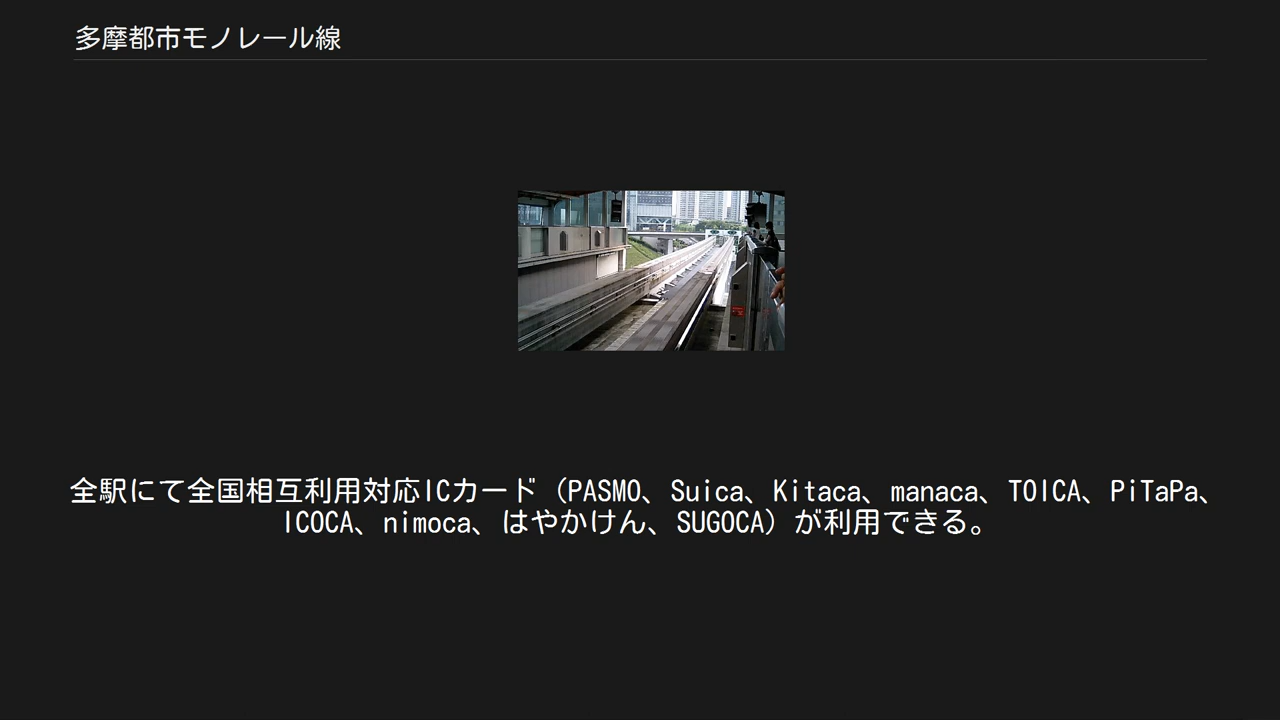 多摩都市モノレール線
全駅にて全国相互利用対応ICカード（PASMO、Suica、Kitaca、manaca、TOICA、PiTaPa、
ICOCA、nimoca、はやかけん、SUGOCA）が利用できる。